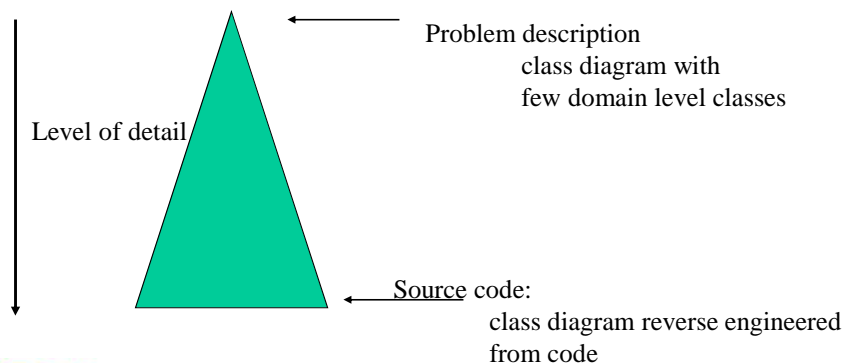 Problem description
class diagram with
few domain level classes
Level of detail
Source code:
class diagram reverse engineered
from code